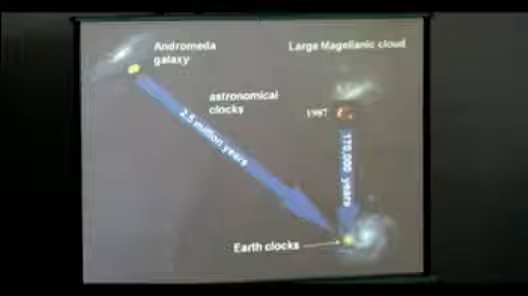 Andromeda
galaxy
Large Magellanic cloud
astronomical
clocks
1987
2.5 million years
170,000 years
Earth clocks